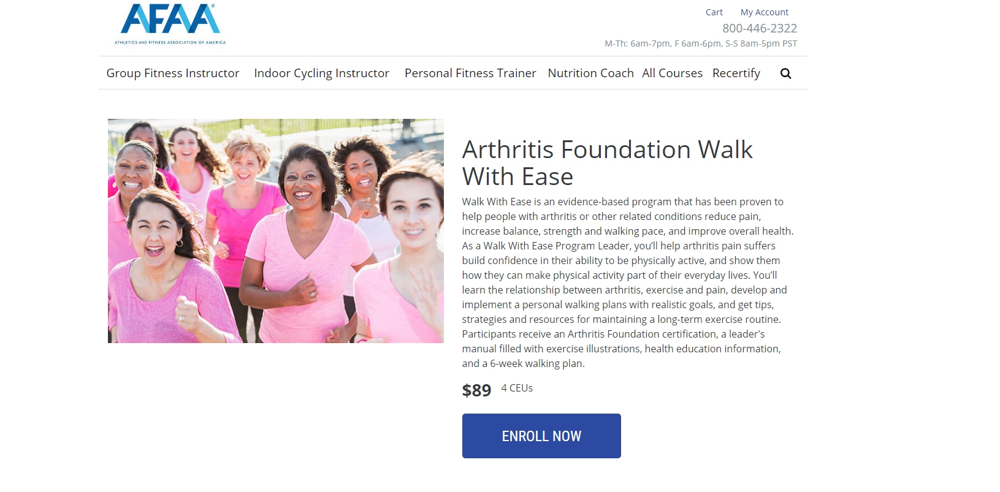 AFAA®
ATHLETICS AND FITNESS ASSOCIATION OF AMERICA
Cart My Account
800-446-2322
M-Th: 6am-7pm, F 6am-6pm, S-S 8am-5pm PST
Group Fitness Instructor Indoor Cycling Instructor Personal Fitness Trainer Nutrition Coach All Courses Recertify
Arthritis Foundation Walk
With Ease
Walk With Ease is an evidence-based program that has been proven to
help people with arthritis or other related conditions reduce pain,
increase balance, strength and walking pace, and improve overall health.
As a Walk With Ease Program Leader, you’ll help arthritis pain suffers
build confidence in their ability to be physically active, and show them
how they can make physical activity part of their everyday lives. You’ll
learn the relationship between arthritis, exercise and pain, develop and
implement a personal walking plans with realistic goals, and get tips,
strategies and resources for maintaining a long-term exercise routine.
Participants receive an Arthritis Foundation certification, a leader's
manual filled with exercise illustrations, health education information,
and a 6-week walking plan.
$89 4 CEUs
ENROLL NOW